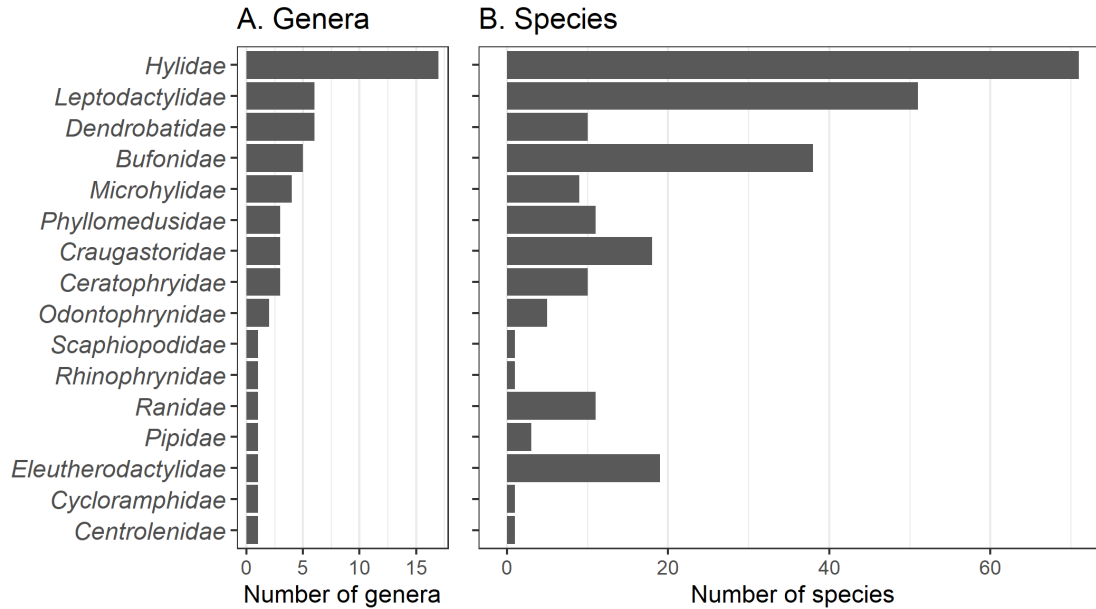 A. Genera
B. Species
Hylidae
Leptodactylidae
Dendrobatidae
Bufonidae
Microhylidae
Phyllomedusidae
Craugastoridae
Ceratophryidae
Odontophrynidae
Scaphiopodidae
Rhinophrynidae
Ranidae
Pipidae
Eleutherodactylidae
Cycloramphidae
Centrolenidae
0 5 10 15
0 20 40 60
Number of genera
Number of species